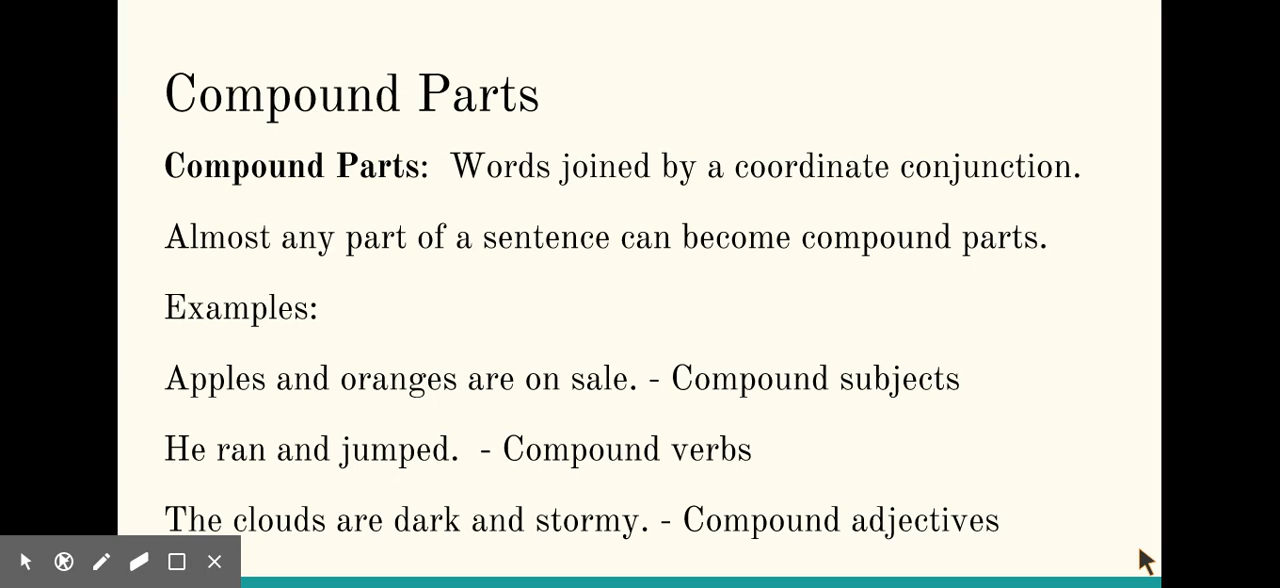 Compound Parts
Compound Parts:  Words joined by a coordinate conjunction.
Almost any part of a sentence can become compound parts.
Examples:
Apples and oranges are on sale. - Compound subjects
He ran and jumped.  - Compound verbs
The clouds are dark and stormy. - Compound adjectives